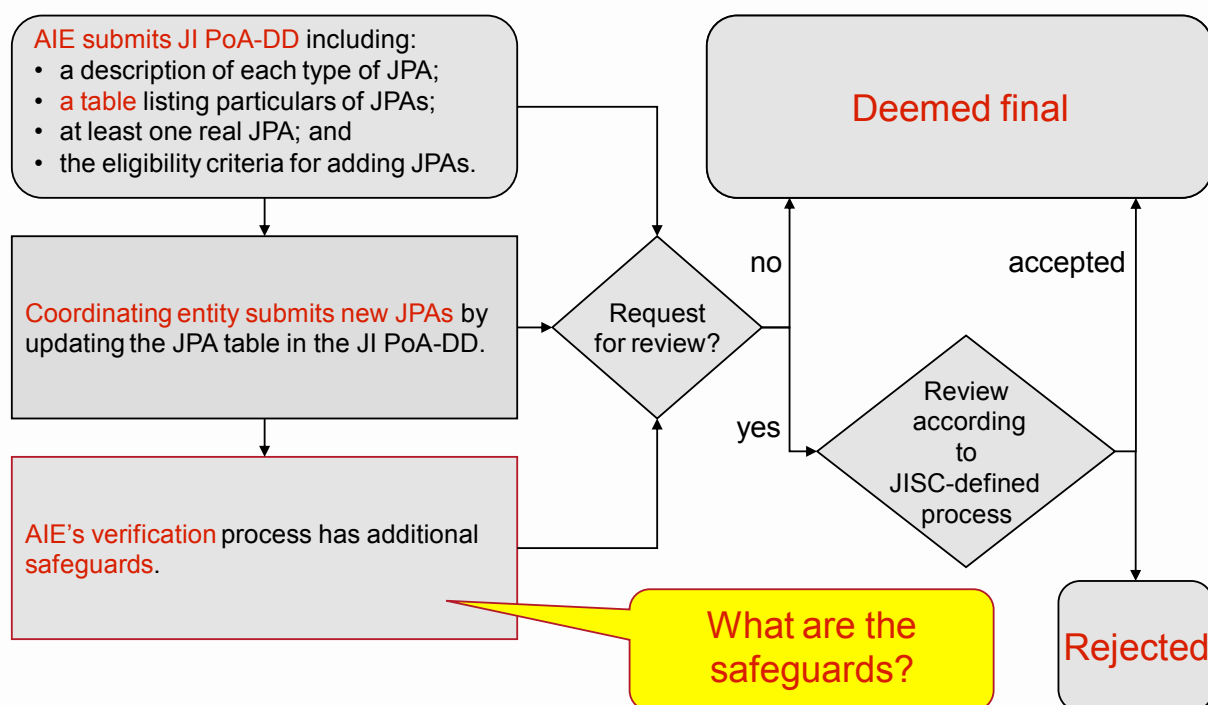 AIE submits JI PoA-DD including:
• a description of each type of JPA;
• a table listing particulars of JPAs;
• at least one real JPA; and
• the eligibility criteria for adding JPAs.
Deemed final
Coordinating entity submits new JPAs by
updating the JPA table in the JI PoA-DD.
Request
for review?
no
accepted
yes
Review
according
to
JISC-defined
process
AIE’s verification process has additional
safeguards.
What are the
safeguards?
Rejected